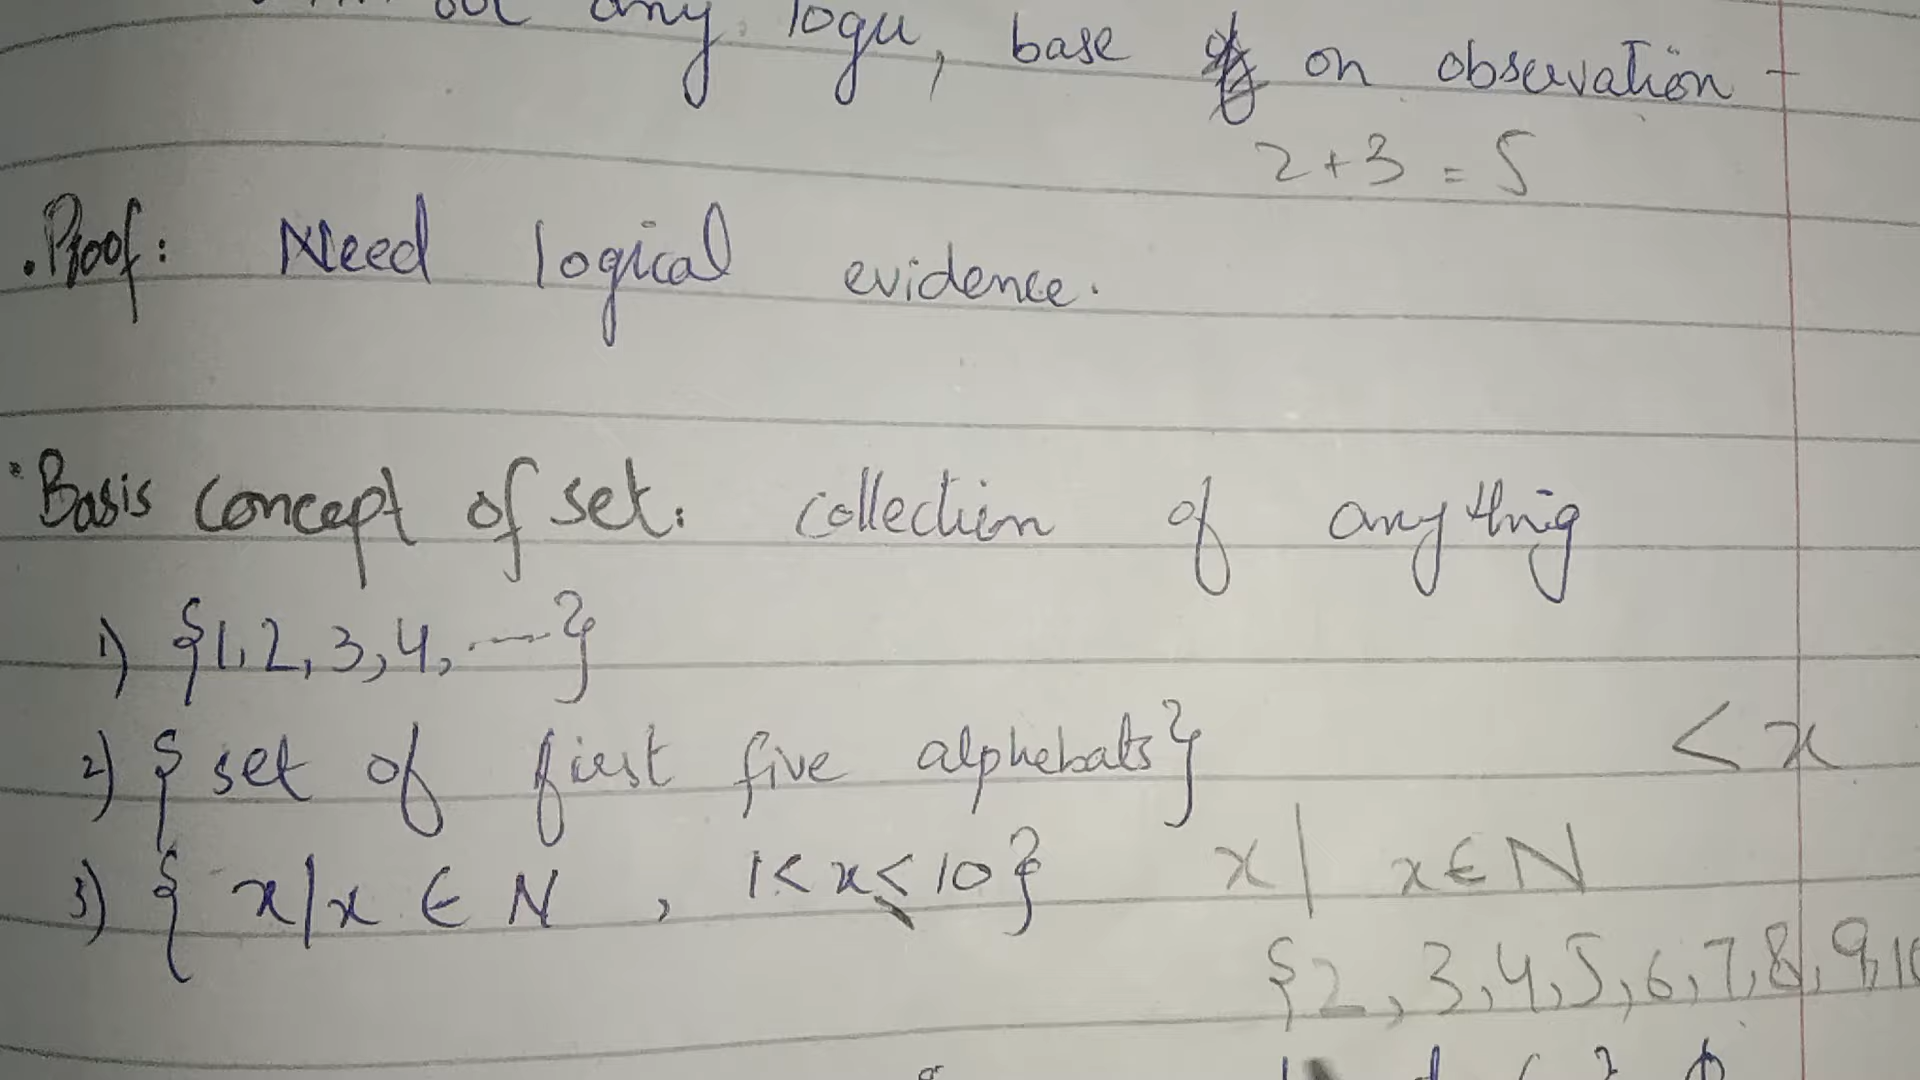 any logic, base on observation -
2+3 = 5
. Proof: Need logical evidence.
• Basis concept of set: collection of anything
1) {1, 2, 3, 4, ---}
2) { set of first five alphebats}
< x
3) { x/x ∈ N , 1< x ≤ 10} x | x ∈ N
{2, 3, 4, 5, 6, 7, 8, 9, 10